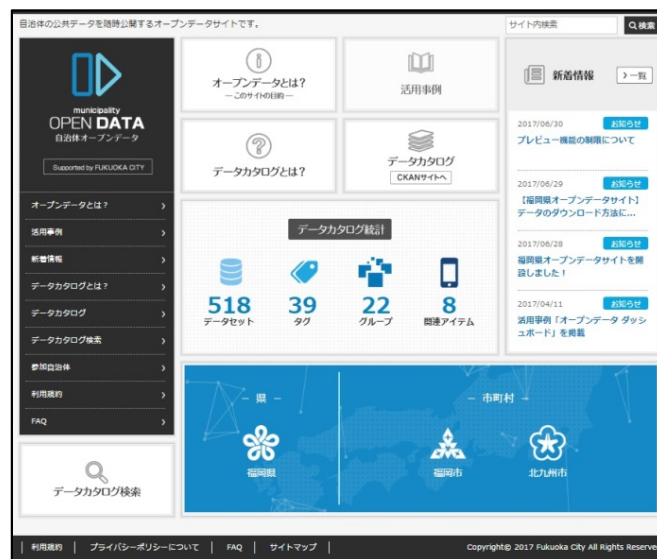 自治体の公共データを随時公開するオープンデータサイトです。
サイト内検索
検索
municipality
OPEN DATA
自治体オープンデータ
Supported by FUKUOKA CITY
オープンデータとは？
活用事例
新着情報
データカタログとは？
データカタログ
データカタログ検索
参加自治体
利用規約
FAQ
データカタログ検索
オープンデータとは？
― このサイトの目的 ―
活用事例
データカタログとは？
データカタログ
CKANサイトへ
データカタログ統計
518
データセット
39
タグ
22
グループ
8
関連アイテム
新着情報
一覧
2017/06/30 お知らせ
プレビュー機能の制限について
2017/06/29 お知らせ
【福岡県オープンデータサイト】
データのダウンロード方法に...
2017/06/28 お知らせ
福岡県オープンデータサイトを開
設しました！
2017/04/11 お知らせ
活用事例「オープンデータ ダッシ
ュボード」を掲載
－ 県 －
福岡県
－ 市町村 －
福岡市
北九州市
利用規約 | プライバシーポリシーについて | FAQ | サイトマップ
Copyright© 2017 Fukuoka City All Rights Reserve